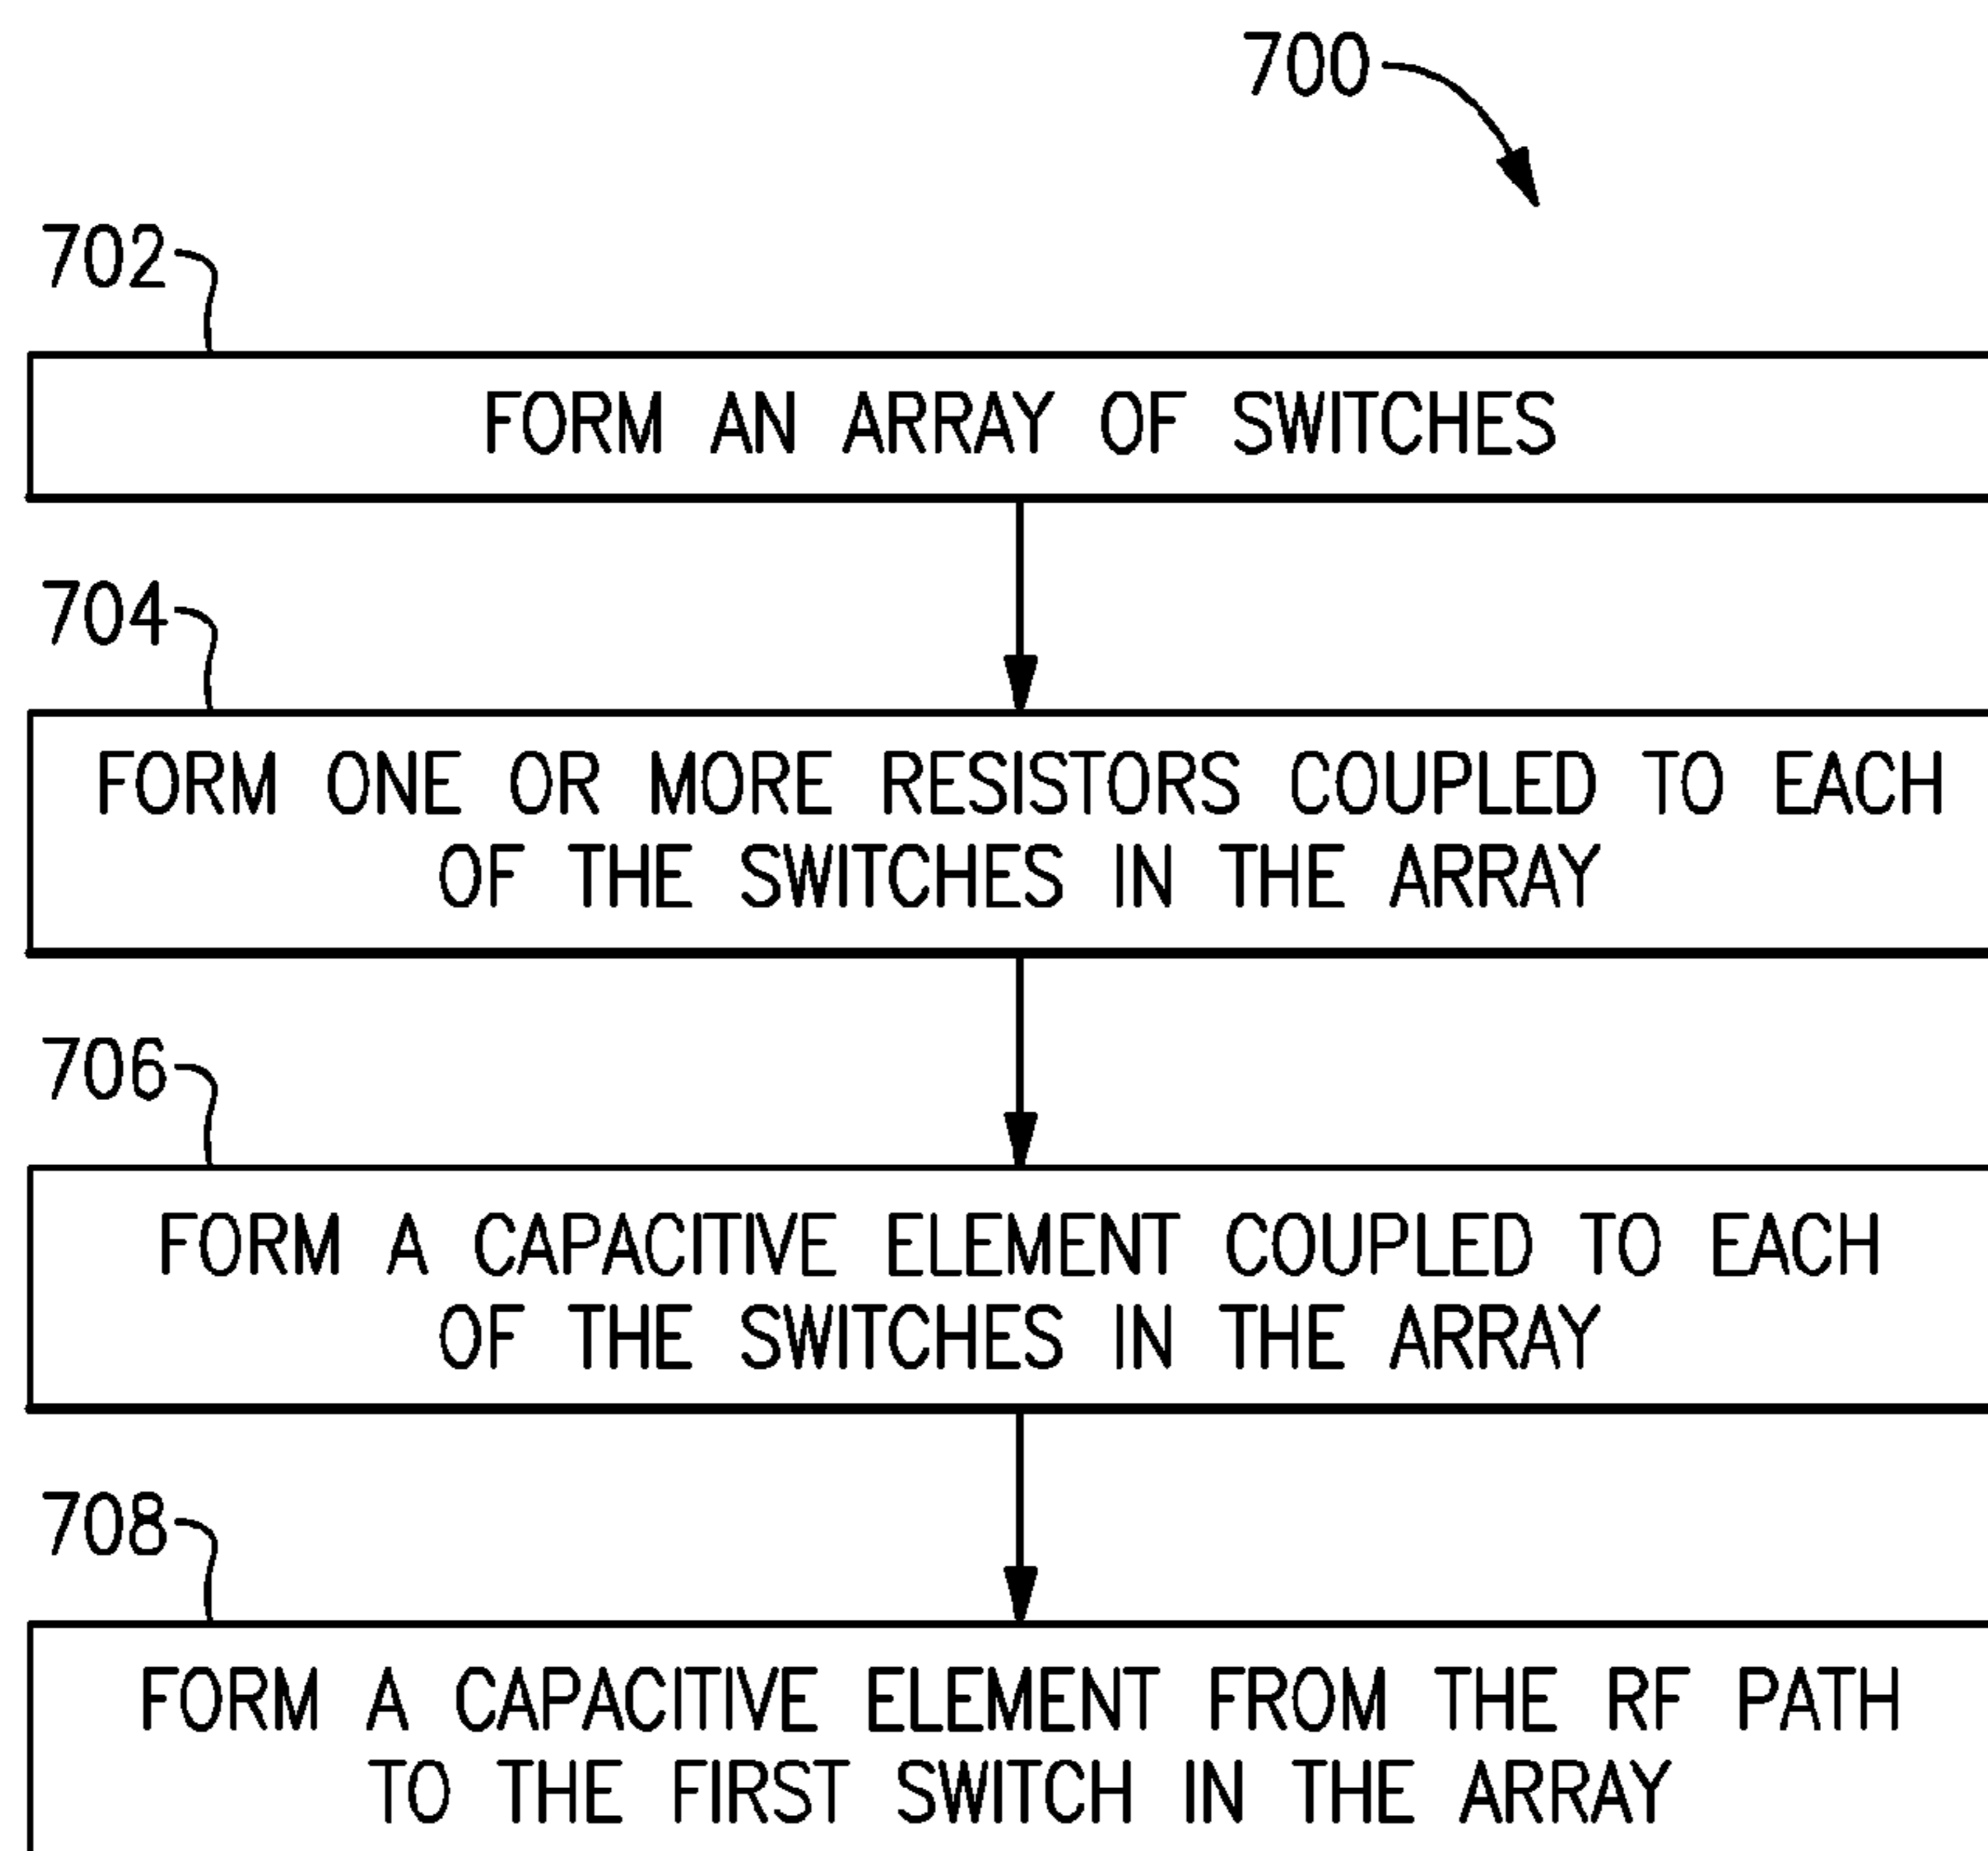 700
702
FORM AN ARRAY OF SWITCHES
704
FORM ONE OR MORE RESISTORS COUPLED TO EACH
OF THE SWITCHES IN THE ARRAY
706
FORM A CAPACITIVE ELEMENT COUPLED TO EACH
OF THE SWITCHES IN THE ARRAY
708
FORM A CAPACITIVE ELEMENT FROM THE RF PATH
TO THE FIRST SWITCH IN THE ARRAY